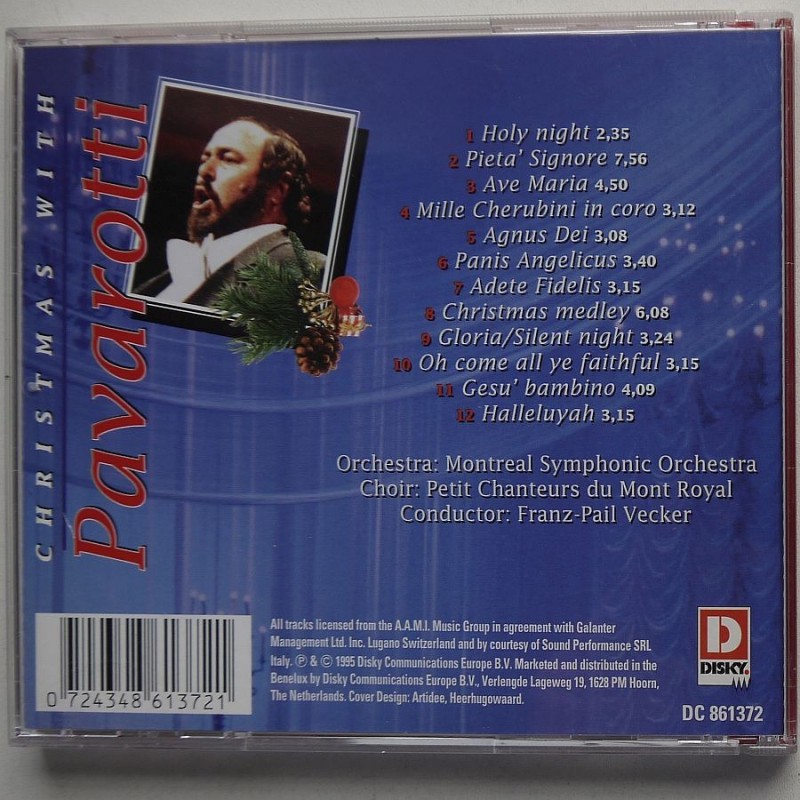 CHRISTMAS WITH
Pavarotti
1 Holy night 2,35
2 Pieta' Signore 7,56
3 Ave Maria 4,50
4 Mille Cherubini in coro 3,12
5 Agnus Dei 3,08
6 Panis Angelicus 3,40
7 Adete Fidelis 3,15
8 Christmas medley 6,08
9 Gloria/Silent night 3,24
10 Oh come all ye faithful 3,15
11 Gesu' bambino 4,09
12 Halleluyah 3,15
Orchestra: Montreal Symphonic Orchestra
Choir: Petit Chanteurs du Mont Royal
Conductor: Franz-Pail Vecker
0 724348 613721
All tracks licensed from the A.A.M.I. Music Group in agreement with Galanter
Management Ltd. Inc. Lugano Switzerland and by courtesy of Sound Performance SRL
Italy. ℗ & © 1995 Disky Communications Europe B.V. Marketed and distributed in the
Benelux by Disky Communications Europe B.V., Verlengde Lageweg 19, 1628 PM Hoorn,
The Netherlands. Cover Design: Artidee, Heerhugowaard.
D
DISKY.
DC 861372